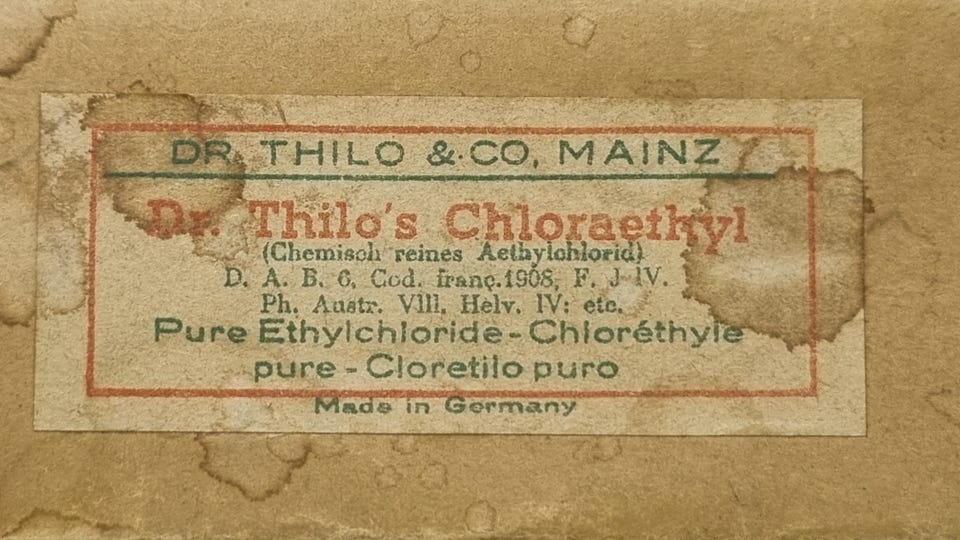 DR. THILO & CO, MAINZ
Dr. Thilo's Chloraethyl
(Chemisch reines Aethylchlorid)
D. A. B. 6, Cod. franç. 1908, F. J IV.
Ph. Austr. VIII, Helv. IV: etc.
Pure Ethylchloride - Chloréthyle
pure - Cloretilo puro
Made in Germany